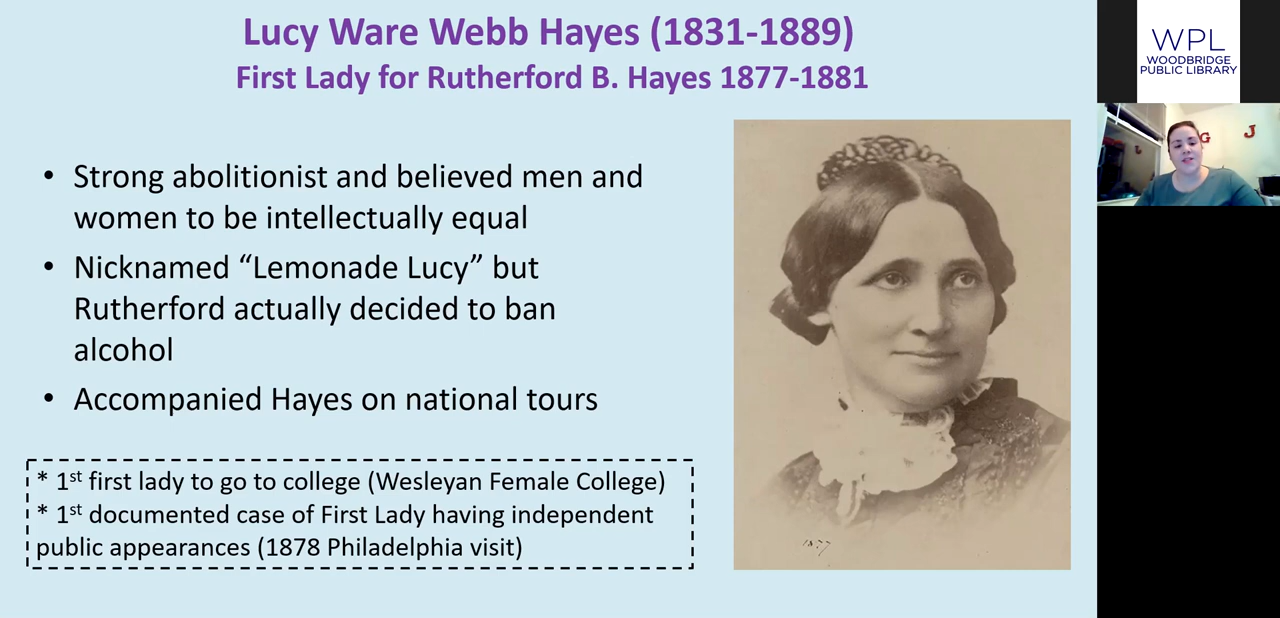 Lucy Ware Webb Hayes (1831-1889)
First Lady for Rutherford B. Hayes 1877-1881
• Strong abolitionist and believed men and
women to be intellectually equal
• Nicknamed “Lemonade Lucy” but
Rutherford actually decided to ban
alcohol
• Accompanied Hayes on national tours
* 1st first lady to go to college (Wesleyan Female College)
* 1st documented case of First Lady having independent
public appearances (1878 Philadelphia visit)
1877
WPL
WOODBRIDGE
PUBLIC LIBRARY
G J